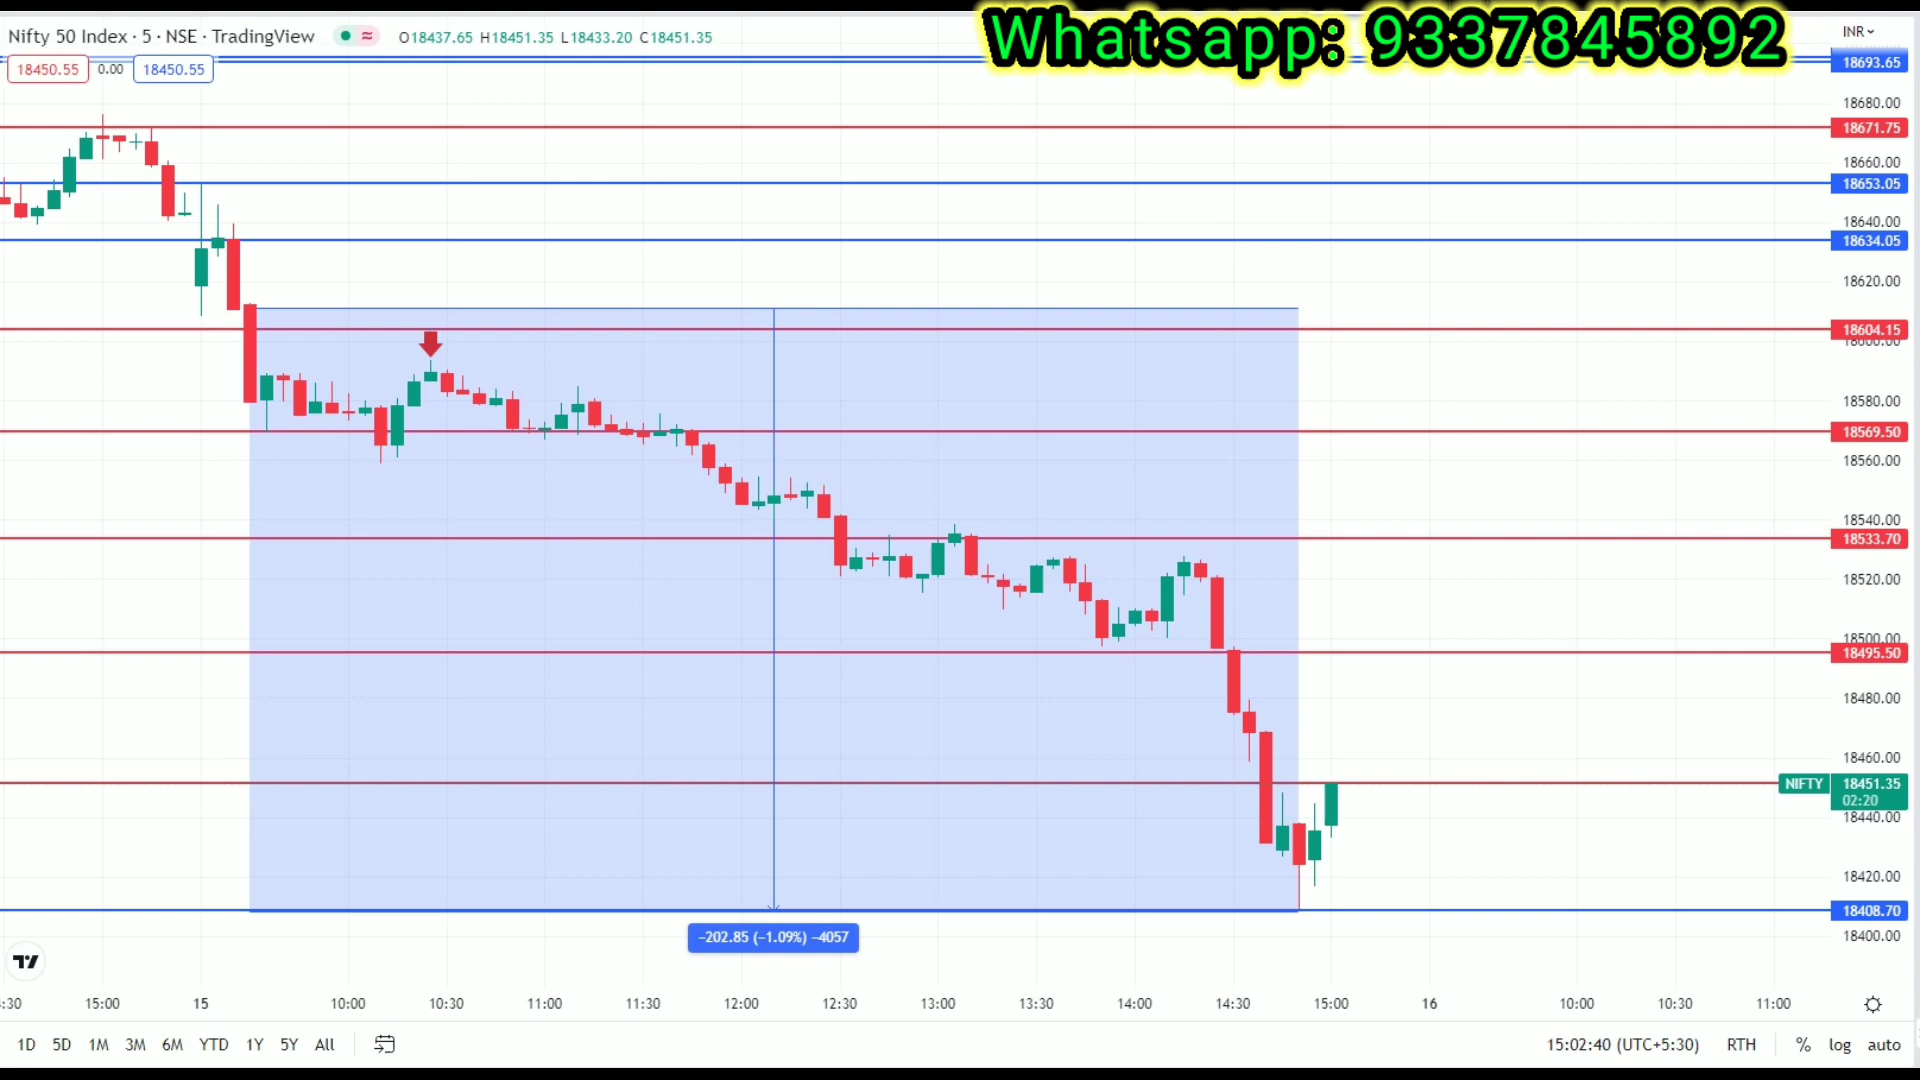 Whatsapp: 9337845892
Nifty 50 Index · 5 · NSE · TradingView
O18437.65 H18451.35 L18433.20 C18451.35
INR
18450.55 0.00 18450.55
18693.65
18680.00
18671.75
18660.00
18653.05
18640.00
18634.05
18620.00
18604.15
18600.00
18580.00
18569.50
18560.00
18540.00
18533.70
18520.00
18500.00
18495.50
18480.00
18460.00
NIFTY 18451.35
02:20
18440.00
18420.00
18408.70
18400.00
−202.85 (−1.09%) −4057
:30 15:00 15 10:00 10:30 11:00 11:30 12:00 12:30 13:00 13:30 14:00 14:30 15:00 16 10:00 10:30 11:00
1D 5D 1M 3M 6M YTD 1Y 5Y All
15:02:40 (UTC+5:30) RTH % log auto